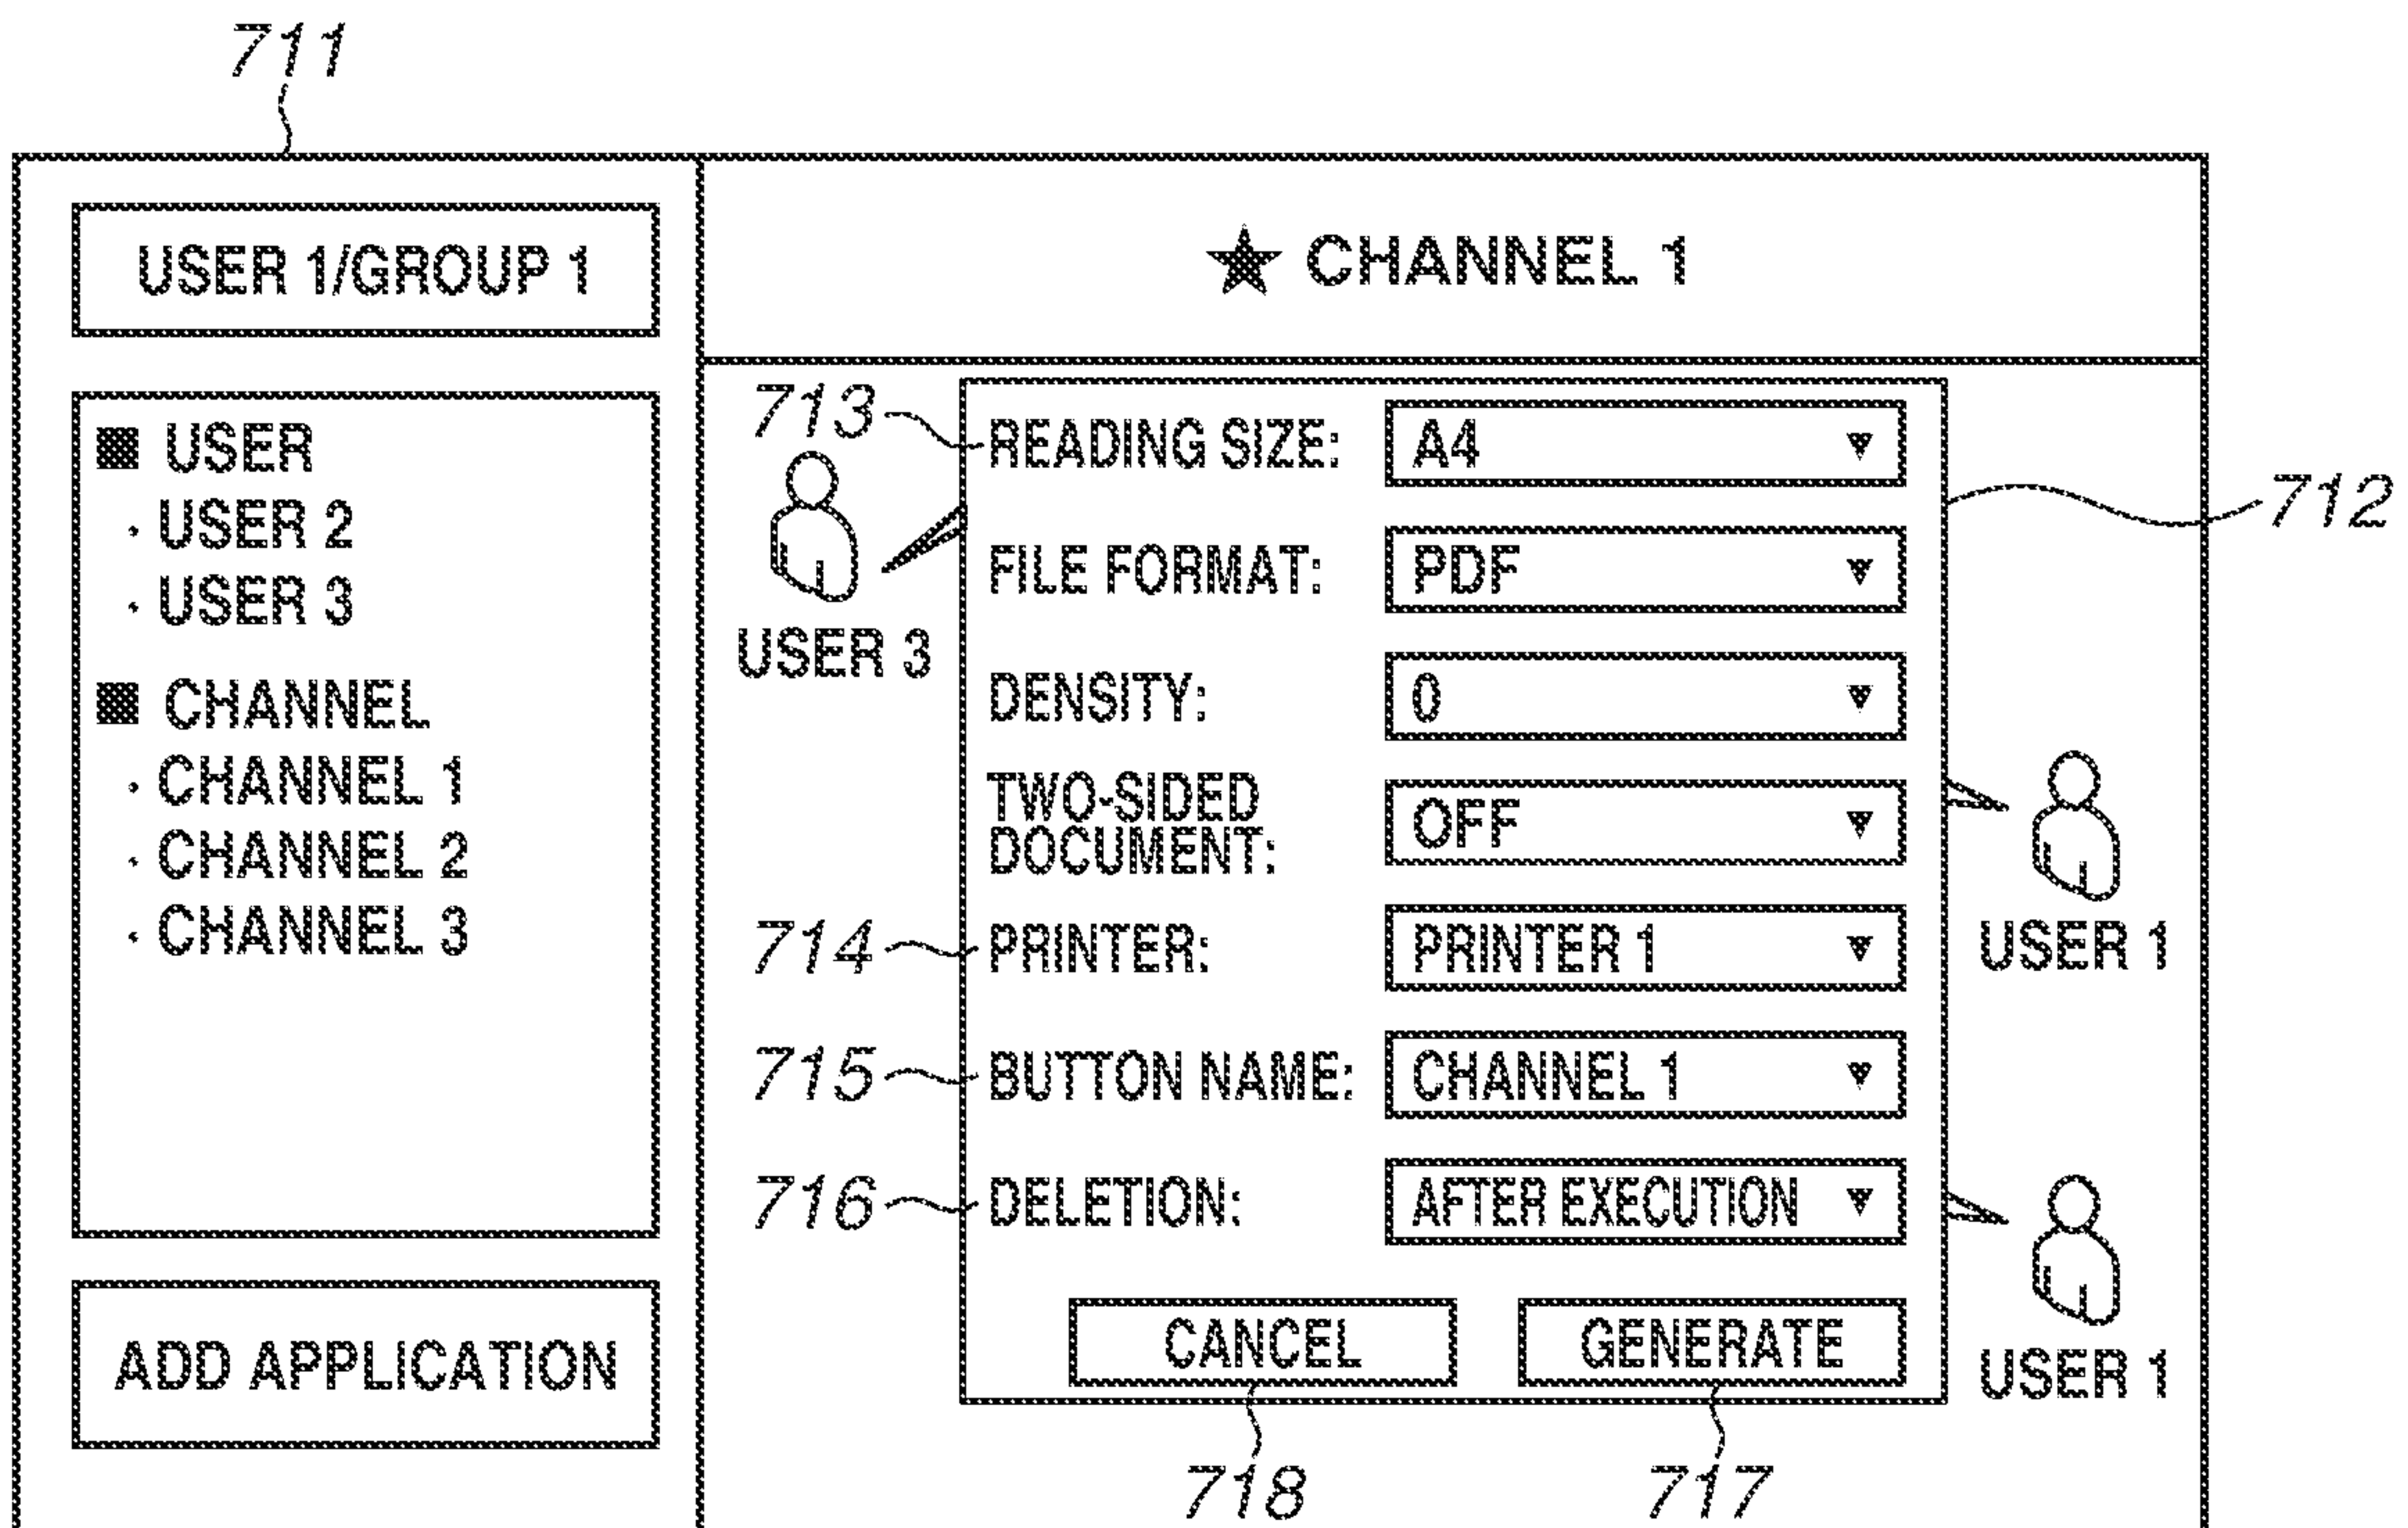 711
USER 1/GROUP 1
■ USER
· USER 2
· USER 3
■ CHANNEL
· CHANNEL 1
· CHANNEL 2
· CHANNEL 3
ADD APPLICATION
★ CHANNEL 1
713
READING SIZE: A4 ▼
712
FILE FORMAT: PDF ▼
USER 3
DENSITY: 0 ▼
TWO-SIDED
DOCUMENT: OFF ▼
USER 1
714 PRINTER: PRINTER 1 ▼
715 BUTTON NAME: CHANNEL 1 ▼
716 DELETION: AFTER EXECUTION ▼
CANCEL GENERATE
USER 1
718 717